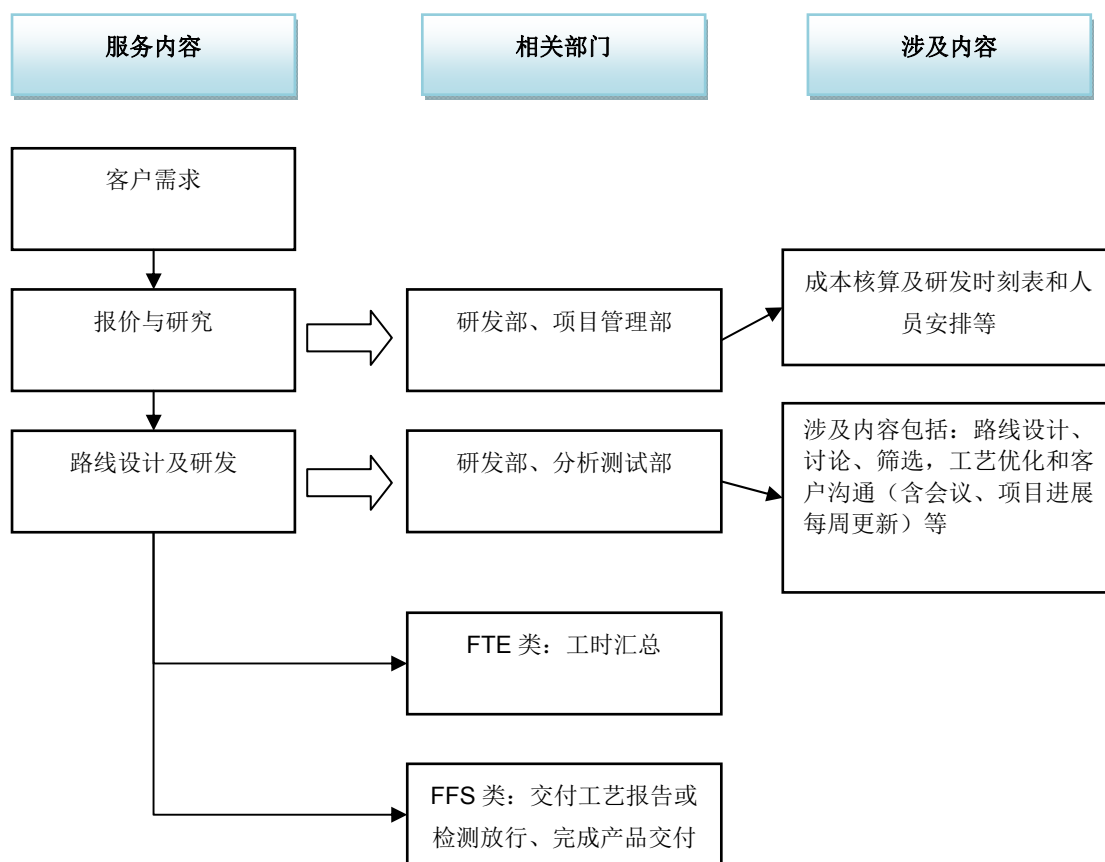 服务内容
相关部门
涉及内容
客户需求
报价与研究
研发部、项目管理部
成本核算及研发时刻表和人
员安排等
路线设计及研发
研发部、分析测试部
涉及内容包括：路线设计、
讨论、筛选，工艺优化和客
户沟通（含会议、项目进展
每周更新）等
FTE 类：工时汇总
FFS 类：交付工艺报告或
检测放行、完成产品交付